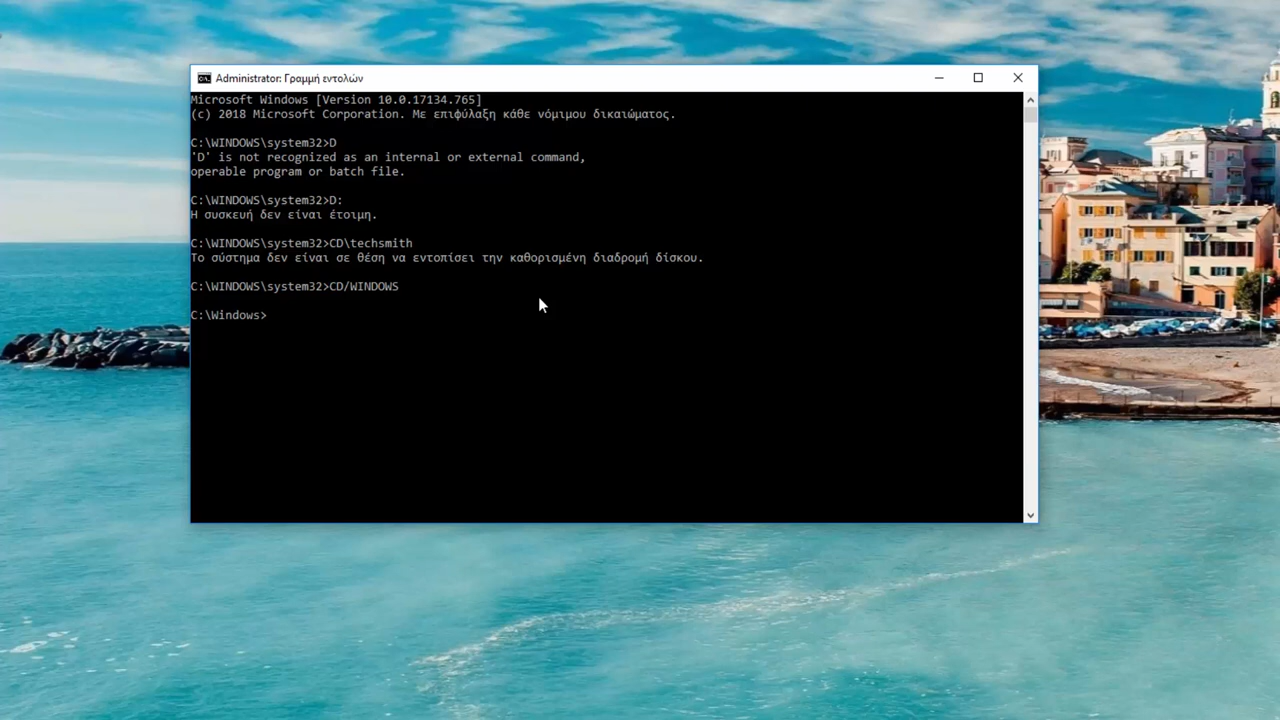 Administrator: Γραμμή εντολών
Microsoft Windows [Version 10.0.17134.765]
(c) 2018 Microsoft Corporation. Με επιφύλαξη κάθε νόμιμου δικαιώματος.
C:\WINDOWS\system32>D
'D' is not recognized as an internal or external command,
operable program or batch file.
C:\WINDOWS\system32>D:
Η συσκευή δεν είναι έτοιμη.
C:\WINDOWS\system32>CD\techsmith
Το σύστημα δεν είναι σε θέση να εντοπίσει την καθορισμένη διαδρομή δίσκου.
C:\WINDOWS\system32>CD/WINDOWS
C:\Windows>